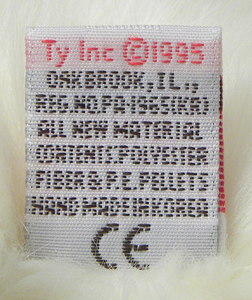 Ty Inc ©1995
OAKBROOK, IL.,
REG. NO PA. 1965(KR)
ALL NEW MATERIAL
CONTENT: POLYESTER
FIBER & P.E. PELLETS
HAND MADE IN KOREA
CE